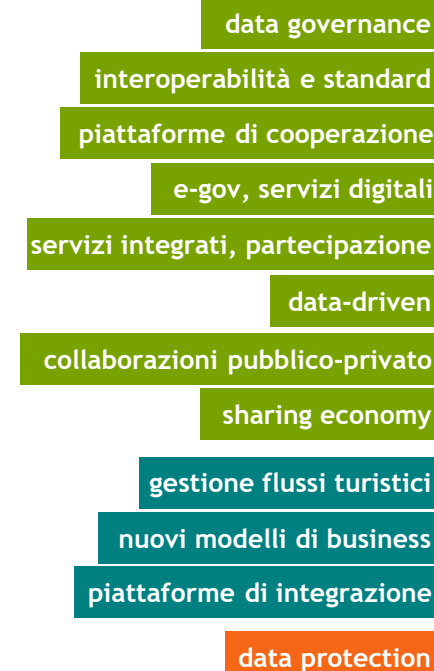 data governance
interoperabilità e standard
piattaforme di cooperazione
e-gov, servizi digitali
servizi integrati, partecipazione
data-driven
collaborazioni pubblico-privato
sharing economy
gestione flussi turistici
nuovi modelli di business
piattaforme di integrazione
data protection